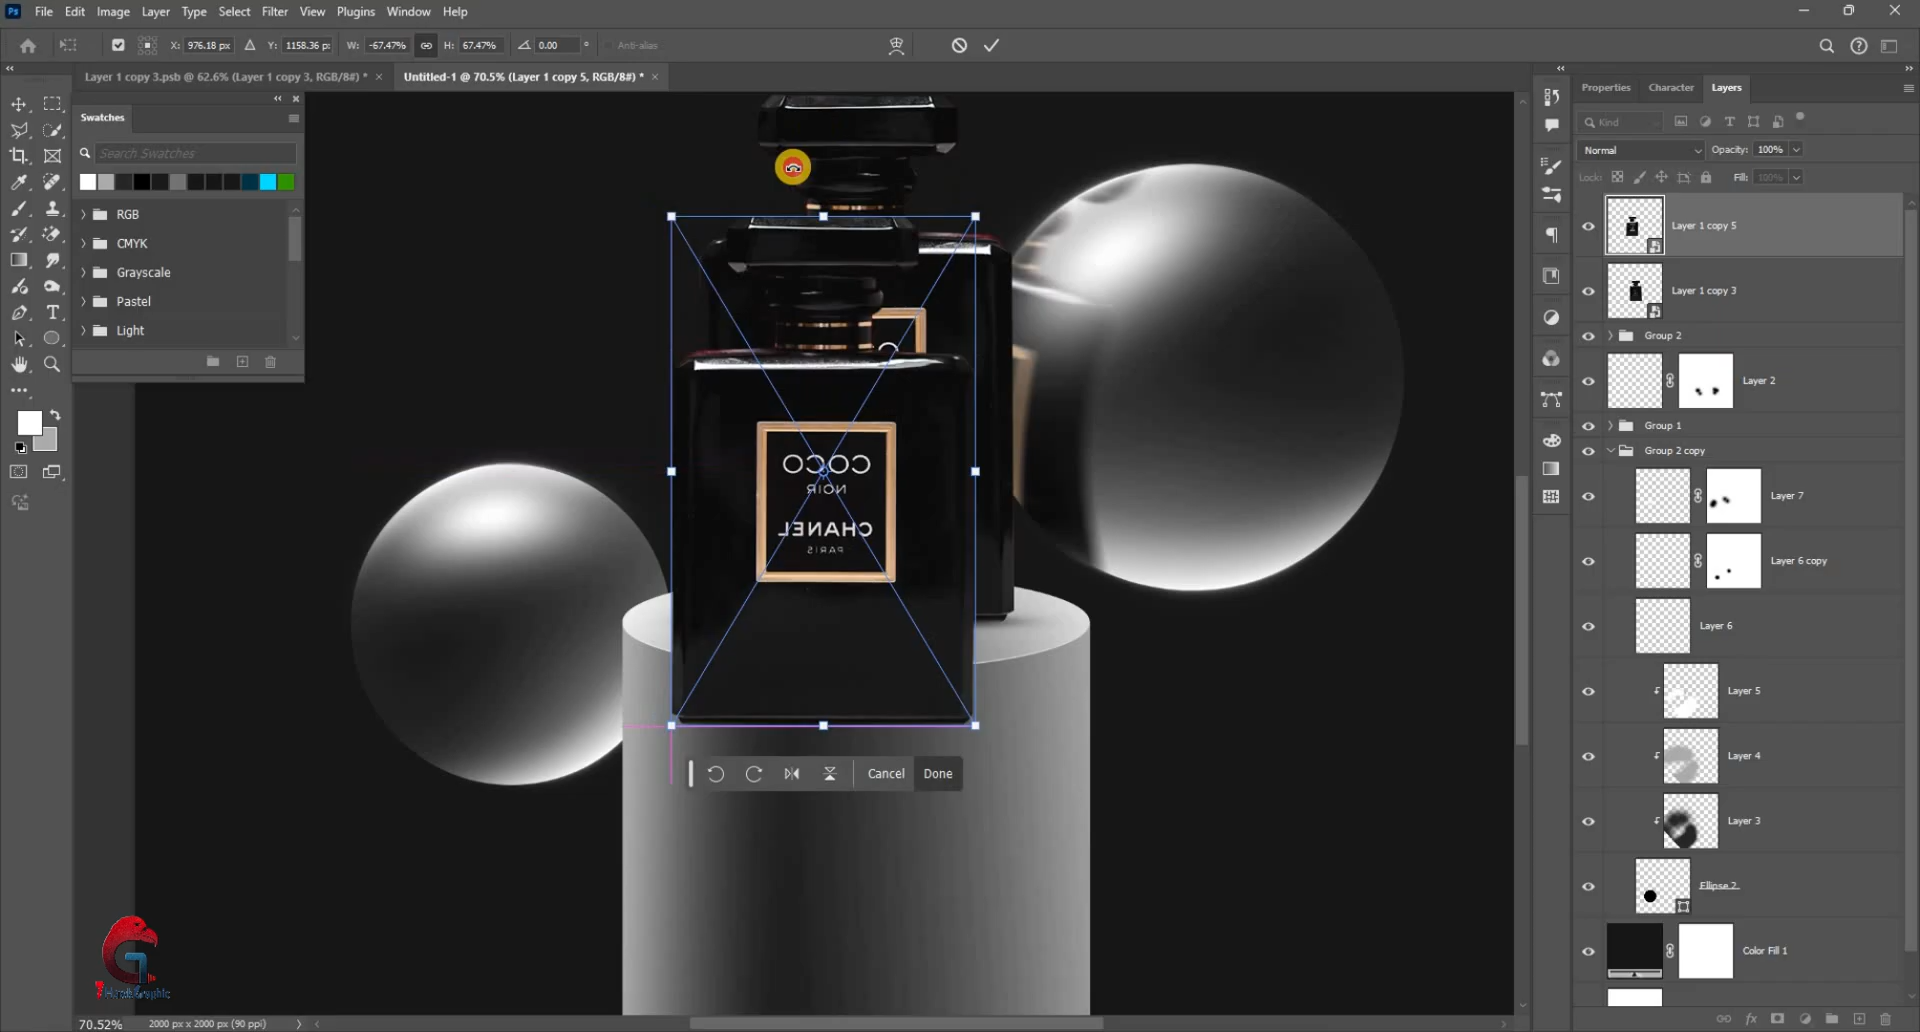 File Edit Image Layer Type Select Filter View Plugins Window Help
X: 976.18 px Y: 1158.36 px W: -67.47% H: 67.47% 0.00 ° Anti-alias
Layer 1 copy 3.psb @ 62.6% (Layer 1 copy 3, RGB/8#) * × Untitled-1 @ 70.5% (Layer 1 copy 5, RGB/8#) * ×
Swatches
Search Swatches
RGB
CMYK
Grayscale
Pastel
Light
COCO
NOIR
CHANEL
PARIS
Cancel Done
Properties Character Layers
Kind
Normal Opacity: 100%
Lock: Fill: 100%
Layer 1 copy 5
Layer 1 copy 3
Group 2
Layer 2
Group 1
Group 2 copy
Layer 7
Layer 6 copy
Layer 6
Layer 5
Layer 4
Layer 3
Ellipse 2
Color Fill 1
70.52% 2000 px x 2000 px (90 ppi)